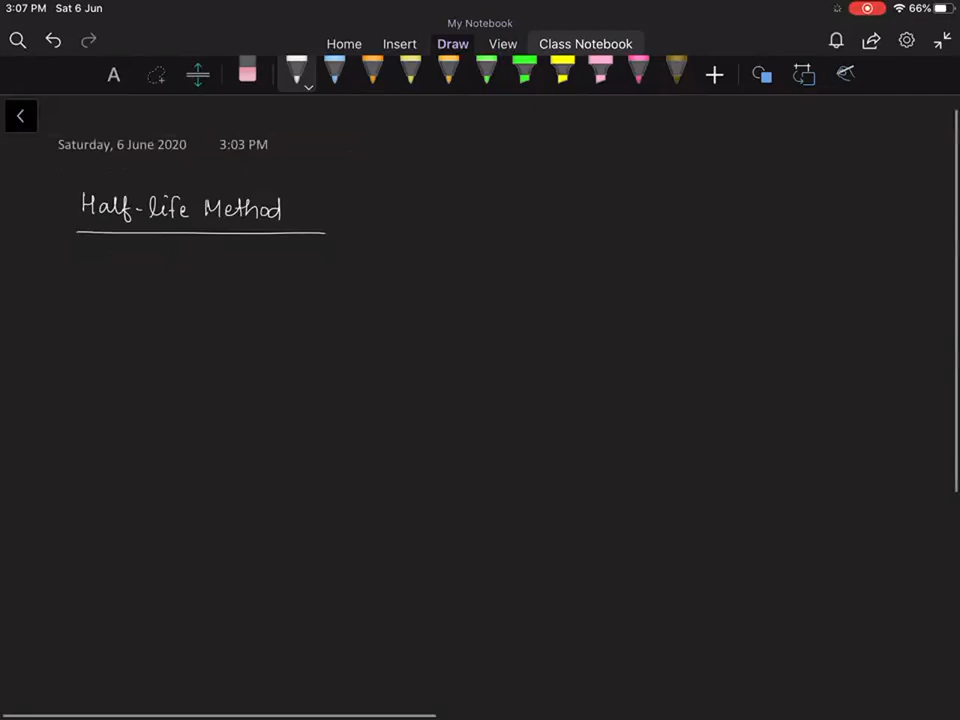 3:07 PM Sat 6 Jun 66%
My Notebook
Home Insert Draw View Class Notebook
A
Saturday, 6 June 2020 3:03 PM
Half-life Method